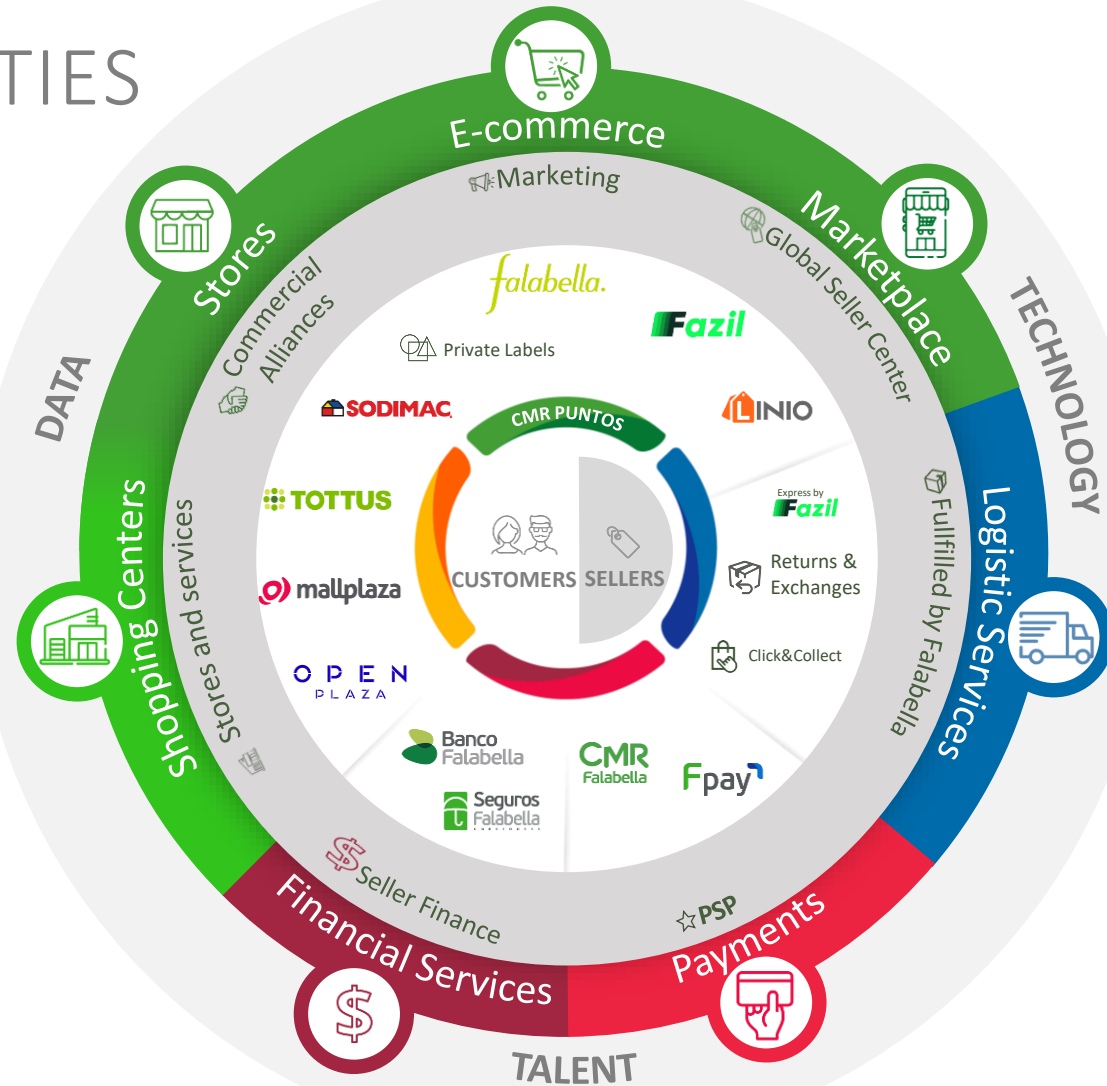 TIES
E-commerce
Marketing
Marketplace
Global Seller Center
Stores
Commercial
Alliances
TECHNOLOGY
DATA
falabella.
Fazil
Private Labels
SODIMAC
CMR PUNTOS
LINIO
TOTTUS
Express by
Fazil
Logistic Services
Fullfilled by Falabella
Shopping Centers
Stores and services
CUSTOMERS
SELLERS
Returns &
Exchanges
mallplaza
Click&Collect
OPEN
PLAZA
Banco
Falabella
CMR
Falabella
Fpay
Seguros
Falabella
Seller Finance
PSP
Financial Services
Payments
TALENT